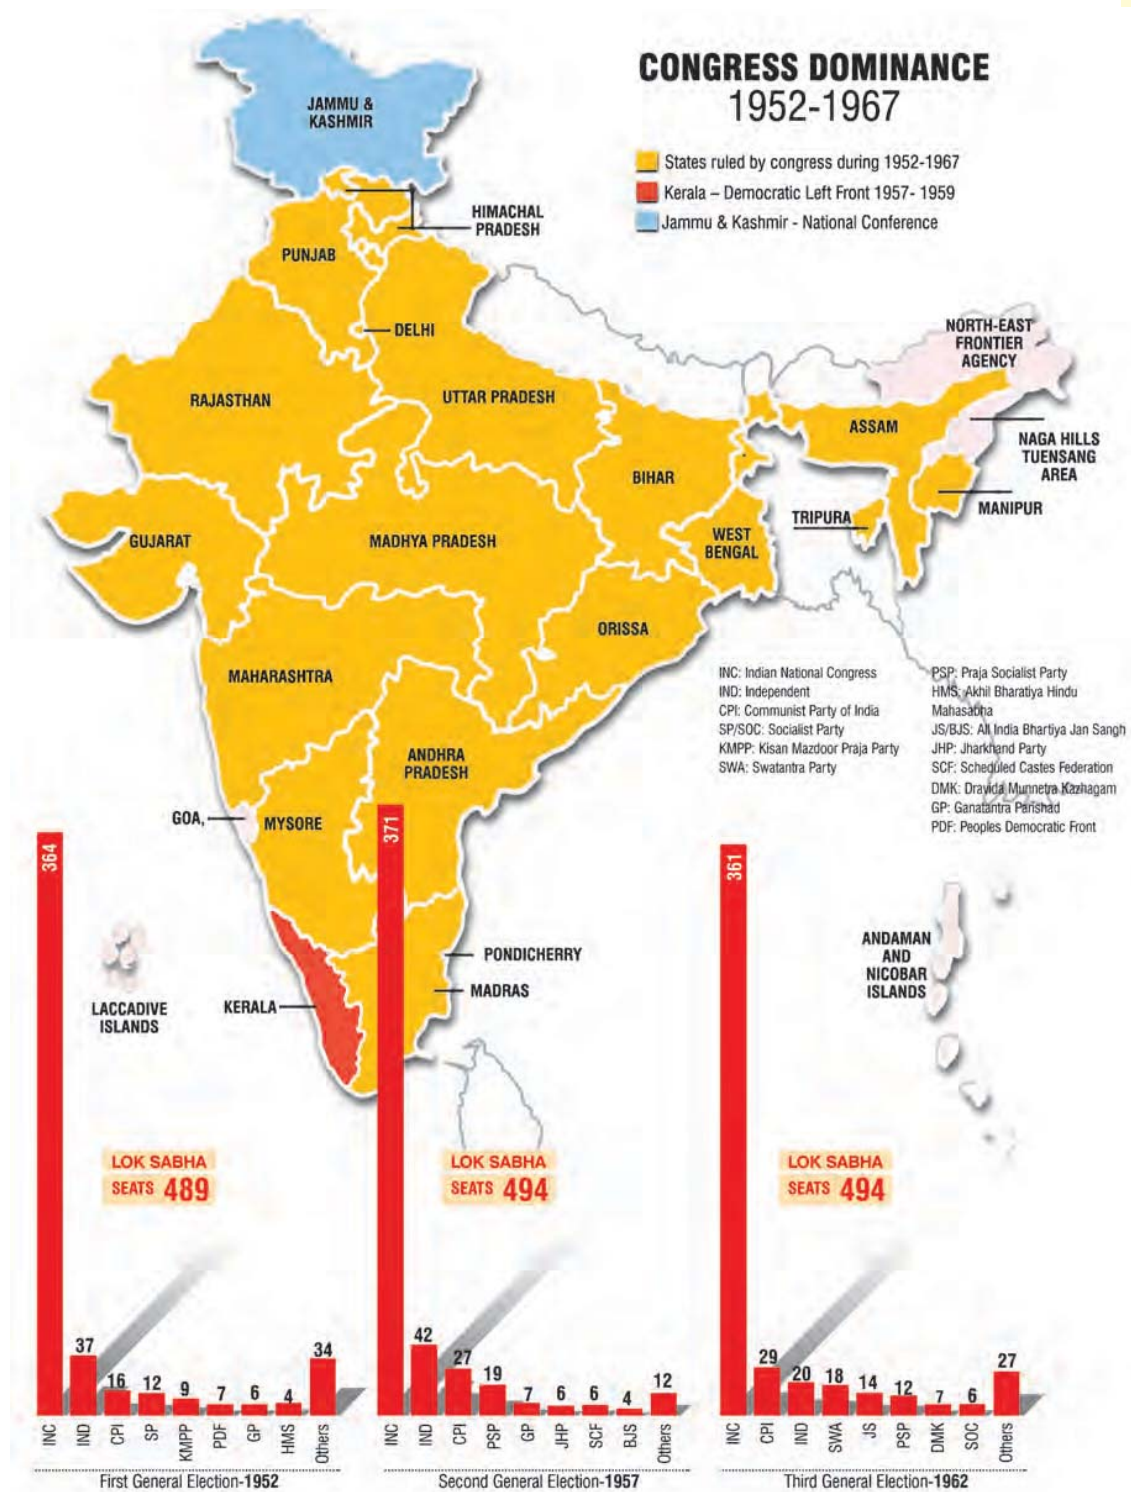 CONGRESS DOMINANCE
1952-1967
States ruled by congress during 1952-1967
Kerala – Democratic Left Front 1957- 1959
Jammu & Kashmir - National Conference
JAMMU &
KASHMIR
HIMACHAL
PRADESH
PUNJAB
DELHI
NORTH-EAST
FRONTIER
AGENCY
RAJASTHAN
UTTAR PRADESH
ASSAM
NAGA HILLS
TUENSANG
AREA
BIHAR
MANIPUR
TRIPURA
GUJARAT
MADHYA PRADESH
WEST
BENGAL
ORISSA
MAHARASHTRA
ANDHRA
PRADESH
GOA,
MYSORE
PONDICHERRY
MADRAS
KERALA
LACCADIVE
ISLANDS
ANDAMAN
AND
NICOBAR
ISLANDS
INC: Indian National Congress
IND: Independent
CPI: Communist Party of India
SP/SOC: Socialist Party
KMPP: Kisan Mazdoor Praja Party
SWA: Swatantra Party
PSP: Praja Socialist Party
HMS: Akhil Bharatiya Hindu
Mahasabha
JS/BJS: All India Bhartiya Jan Sangh
JHP: Jharkhand Party
SCF: Scheduled Castes Federation
DMK: Dravida Munnetra Kazhagam
GP: Ganatantra Parishad
PDF: Peoples Democratic Front
LOK SABHA
SEATS 489
364
37
16
12
9
7
6
4
34
INC
IND
CPI
SP
KMPP
PDF
GP
HMS
Others
First General Election-1952
LOK SABHA
SEATS 494
371
42
27
19
7
6
6
4
12
INC
IND
CPI
PSP
GP
JHP
SCF
BJS
Others
Second General Election-1957
LOK SABHA
SEATS 494
361
29
20
18
14
12
7
6
27
INC
CPI
IND
SWA
JS
PSP
DMK
SOC
Others
Third General Election-1962